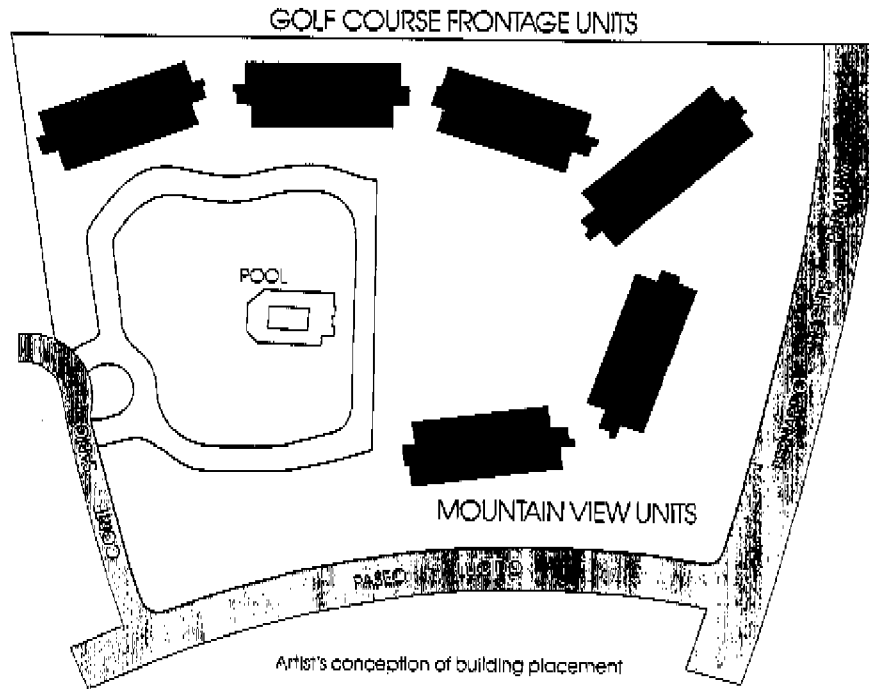 GOLF COURSE FRONTAGE UNITS
POOL
MOUNTAIN VIEW UNITS
PASEO
Artist's conception of building placement